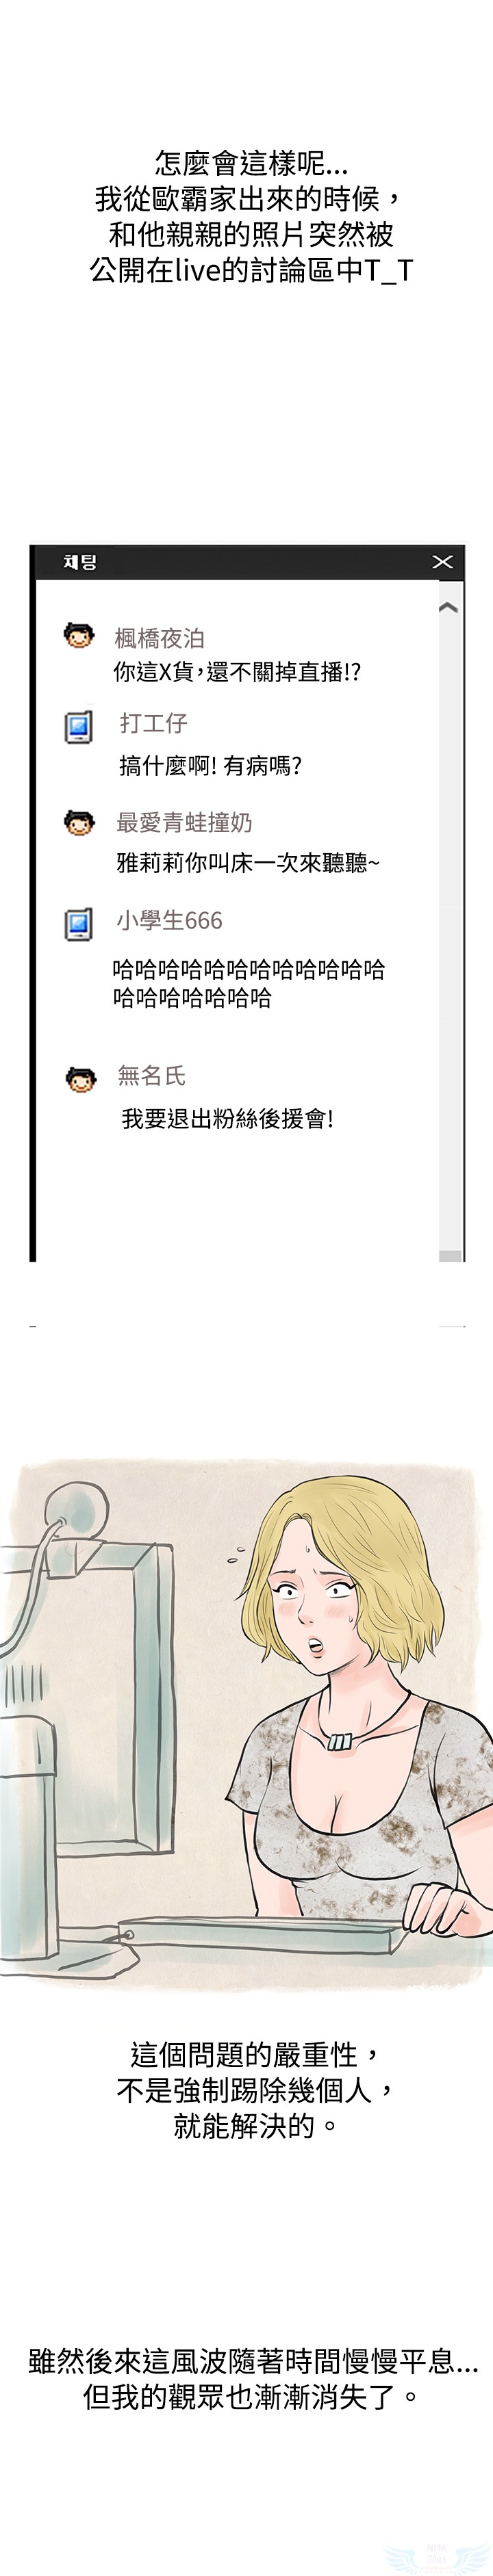 怎麼會這樣呢...
我從歐霸家出來的時候，
和他親親的照片突然被
公開在live的討論區中T_T
채팅
楓橋夜泊
你這X貨,還不關掉直播!?
打工仔
搞什麼啊! 有病嗎?
最愛青蛙撞奶
雅莉莉你叫床一次來聽聽~
小學生666
哈哈哈哈哈哈哈哈哈哈哈哈
哈哈哈哈哈哈哈
無名氏
我要退出粉絲後援會!
這個問題的嚴重性，
不是強制踢除幾個人，
就能解決的。
雖然後來這風波隨著時間慢慢平息...
但我的觀眾也漸漸消失了。